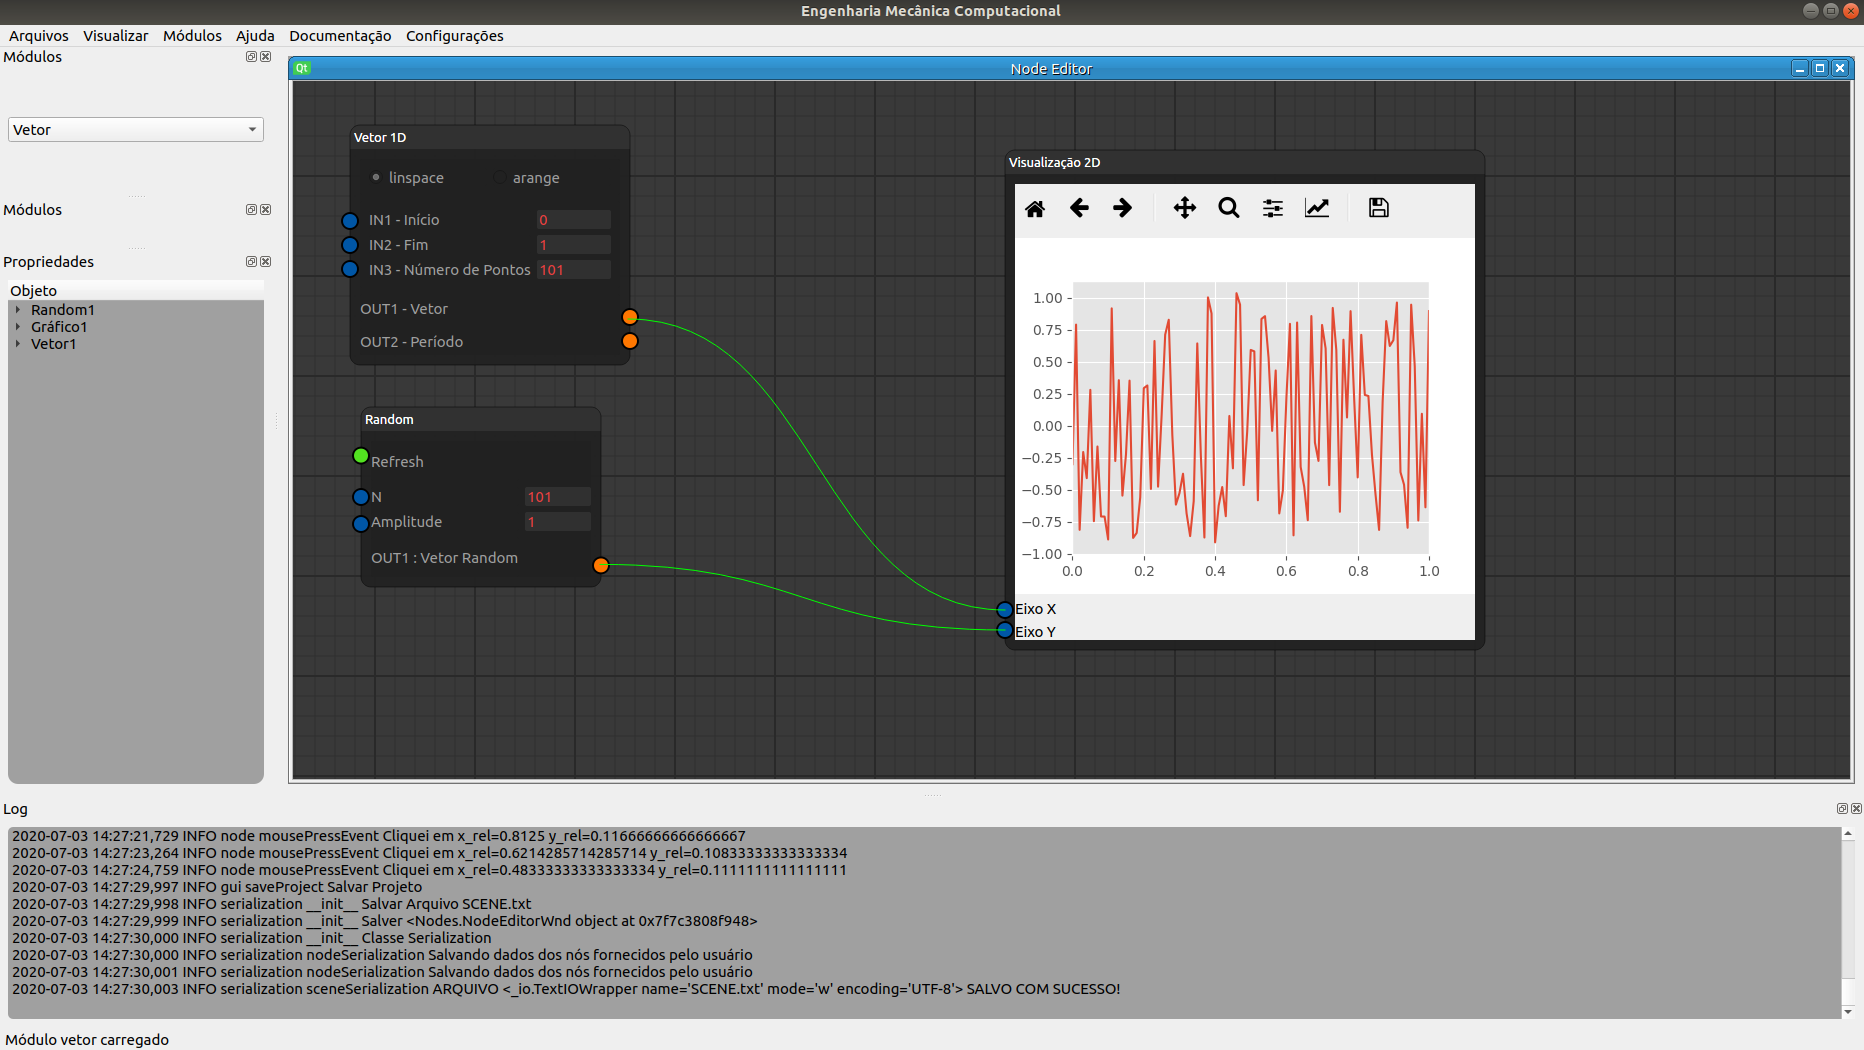 Engenharia Mecânica Computacional
Arquivos Visualizar Módulos Ajuda Documentação Configurações
Módulos
Vetor
Módulos
Propriedades
Objeto
Random1
Gráfico1
Vetor1
Qt Node Editor
Vetor 1D
linspace arange
IN1 - Início 0
IN2 - Fim 1
IN3 - Número de Pontos 101
OUT1 - Vetor
OUT2 - Período
Random
Refresh
N 101
Amplitude 1
OUT1 : Vetor Random
Visualização 2D
1.00
0.75
0.50
0.25
0.00
−0.25
−0.50
−0.75
−1.00
0.0 0.2 0.4 0.6 0.8 1.0
Eixo X
Eixo Y
Log
2020-07-03 14:27:21,729 INFO node mousePressEvent Cliquei em x_rel=0.8125 y_rel=0.11666666666666667
2020-07-03 14:27:23,264 INFO node mousePressEvent Cliquei em x_rel=0.6214285714285714 y_rel=0.10833333333333334
2020-07-03 14:27:24,759 INFO node mousePressEvent Cliquei em x_rel=0.48333333333333334 y_rel=0.1111111111111111
2020-07-03 14:27:29,997 INFO gui saveProject Salvar Projeto
2020-07-03 14:27:29,998 INFO serialization __init__ Salvar Arquivo SCENE.txt
2020-07-03 14:27:29,999 INFO serialization __init__ Salver <Nodes.NodeEditorWnd object at 0x7f7c3808f948>
2020-07-03 14:27:30,000 INFO serialization __init__ Classe Serialization
2020-07-03 14:27:30,000 INFO serialization nodeSerialization Salvando dados dos nós fornecidos pelo usuário
2020-07-03 14:27:30,001 INFO serialization nodeSerialization Salvando dados dos nós fornecidos pelo usuário
2020-07-03 14:27:30,003 INFO serialization sceneSerialization ARQUIVO <_io.TextIOWrapper name='SCENE.txt' mode='w' encoding='UTF-8'> SALVO COM SUCESSO!
Módulo vetor carregado